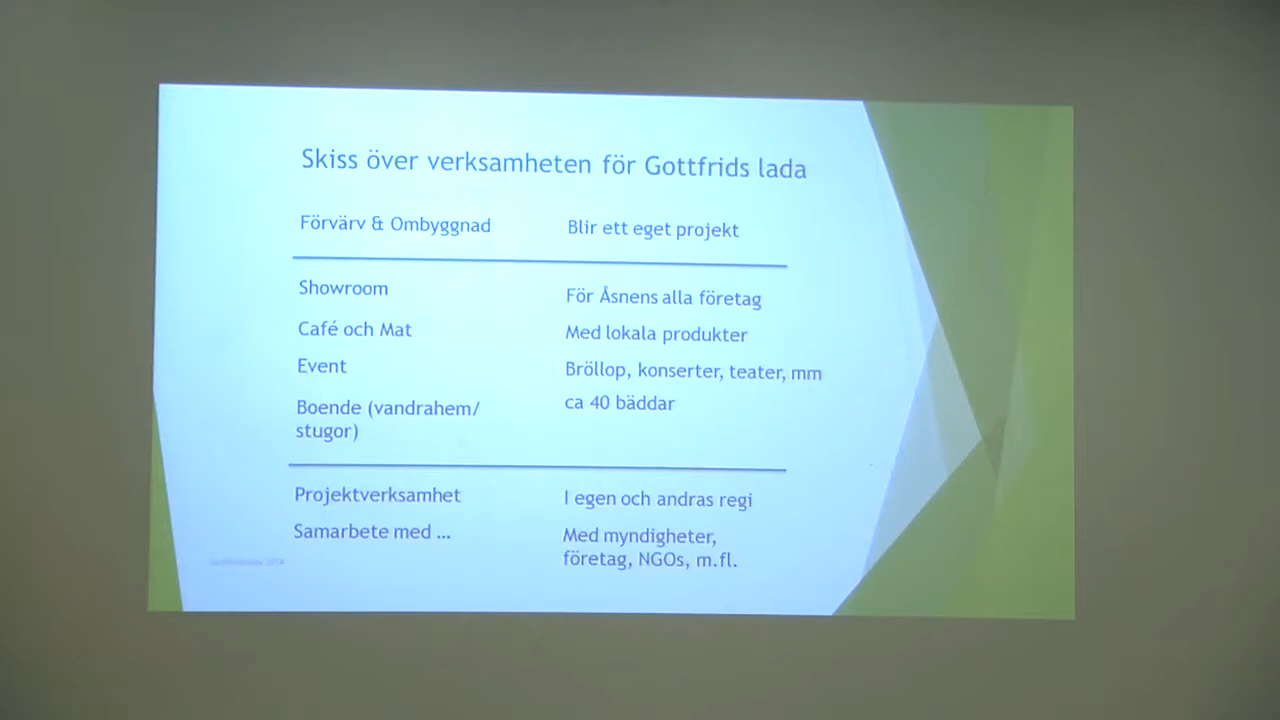 Skiss över verksamheten för Gottfrids lada
Förvärv & Ombyggnad Blir ett eget projekt
Showroom För Åsnens alla företag
Café och Mat Med lokala produkter
Event Bröllop, konserter, teater, mm
Boende (vandrahem/ ca 40 bäddar
stugor)
Projektverksamhet I egen och andras regi
Samarbete med ... Med myndigheter,
företag, NGOs, m.fl.